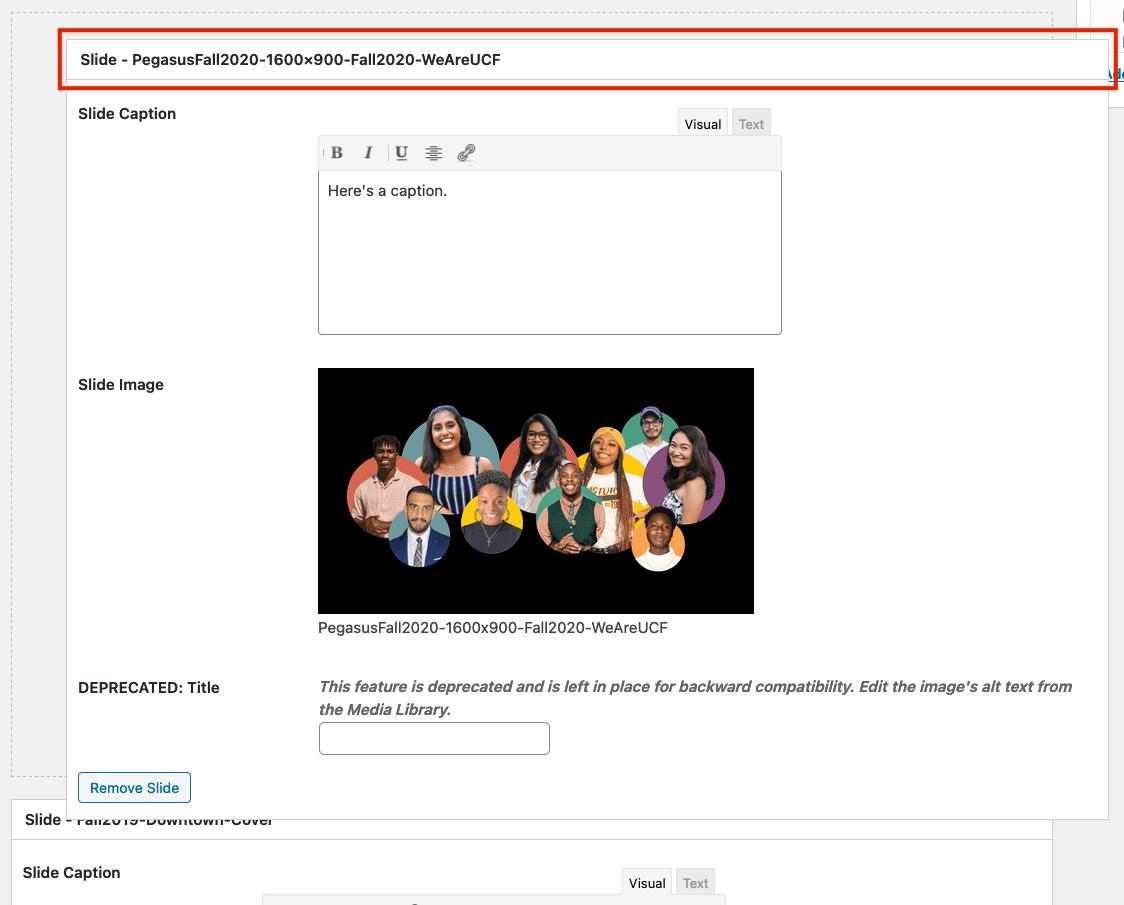 Slide - PegasusFall2020-1600×900-Fall2020-WeAreUCF
Slide Caption
Visual Text
B I U
Here's a caption.
Slide Image
PegasusFall2020-1600x900-Fall2020-WeAreUCF
DEPRECATED: Title
This feature is deprecated and is left in place for backward compatibility. Edit the image's alt text from
the Media Library.
Remove Slide
Slide - Fall2019-Downtown-Cover
Slide Caption
Visual Text